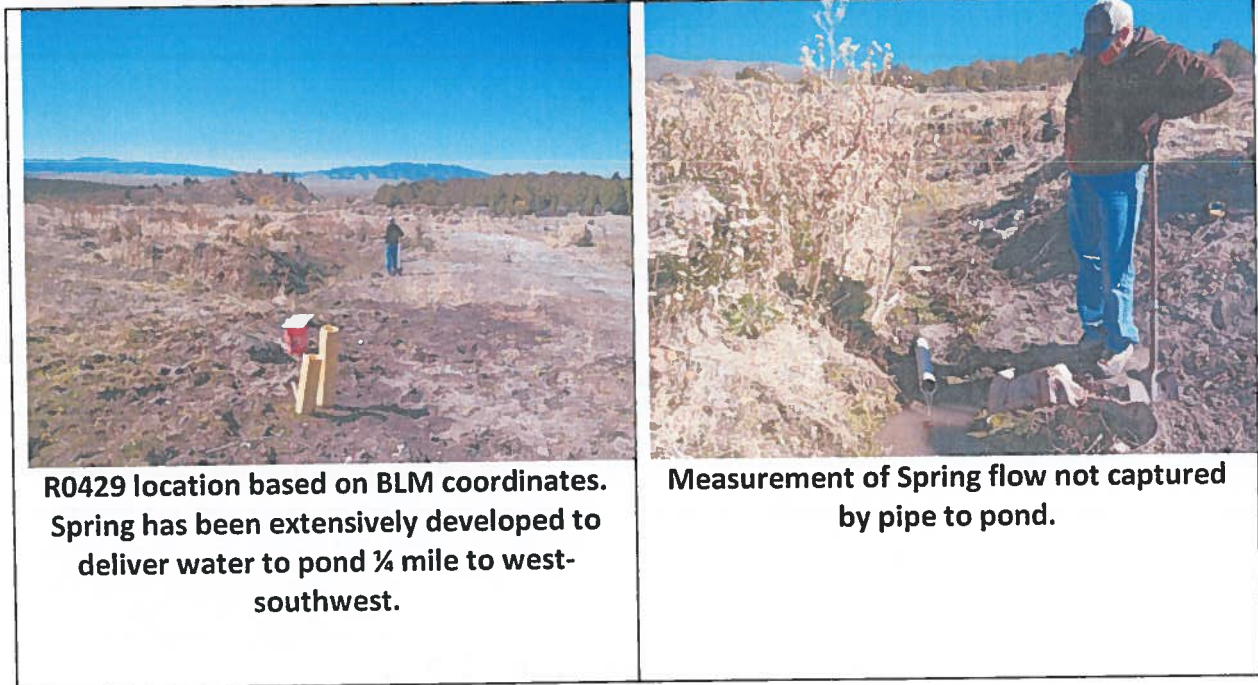 R0429 location based on BLM coordinates.
Spring has been extensively developed to
deliver water to pond ¼ mile to west-
southwest.
Measurement of Spring flow not captured
by pipe to pond.